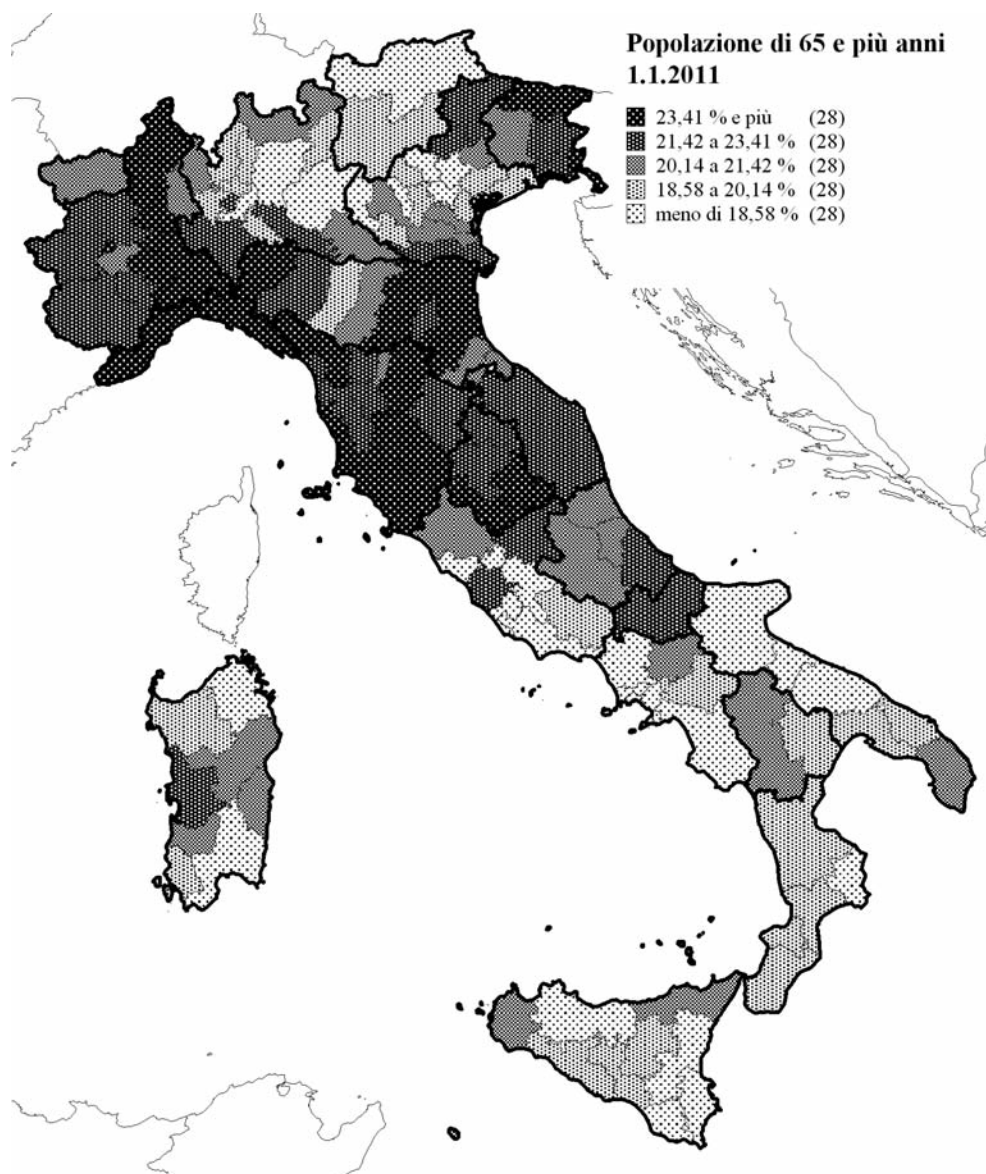 Popolazione di 65 e più anni
1.1.2011
23,41 % e più (28)
21,42 a 23,41 % (28)
20,14 a 21,42 % (28)
18,58 a 20,14 % (28)
meno di 18,58 % (28)